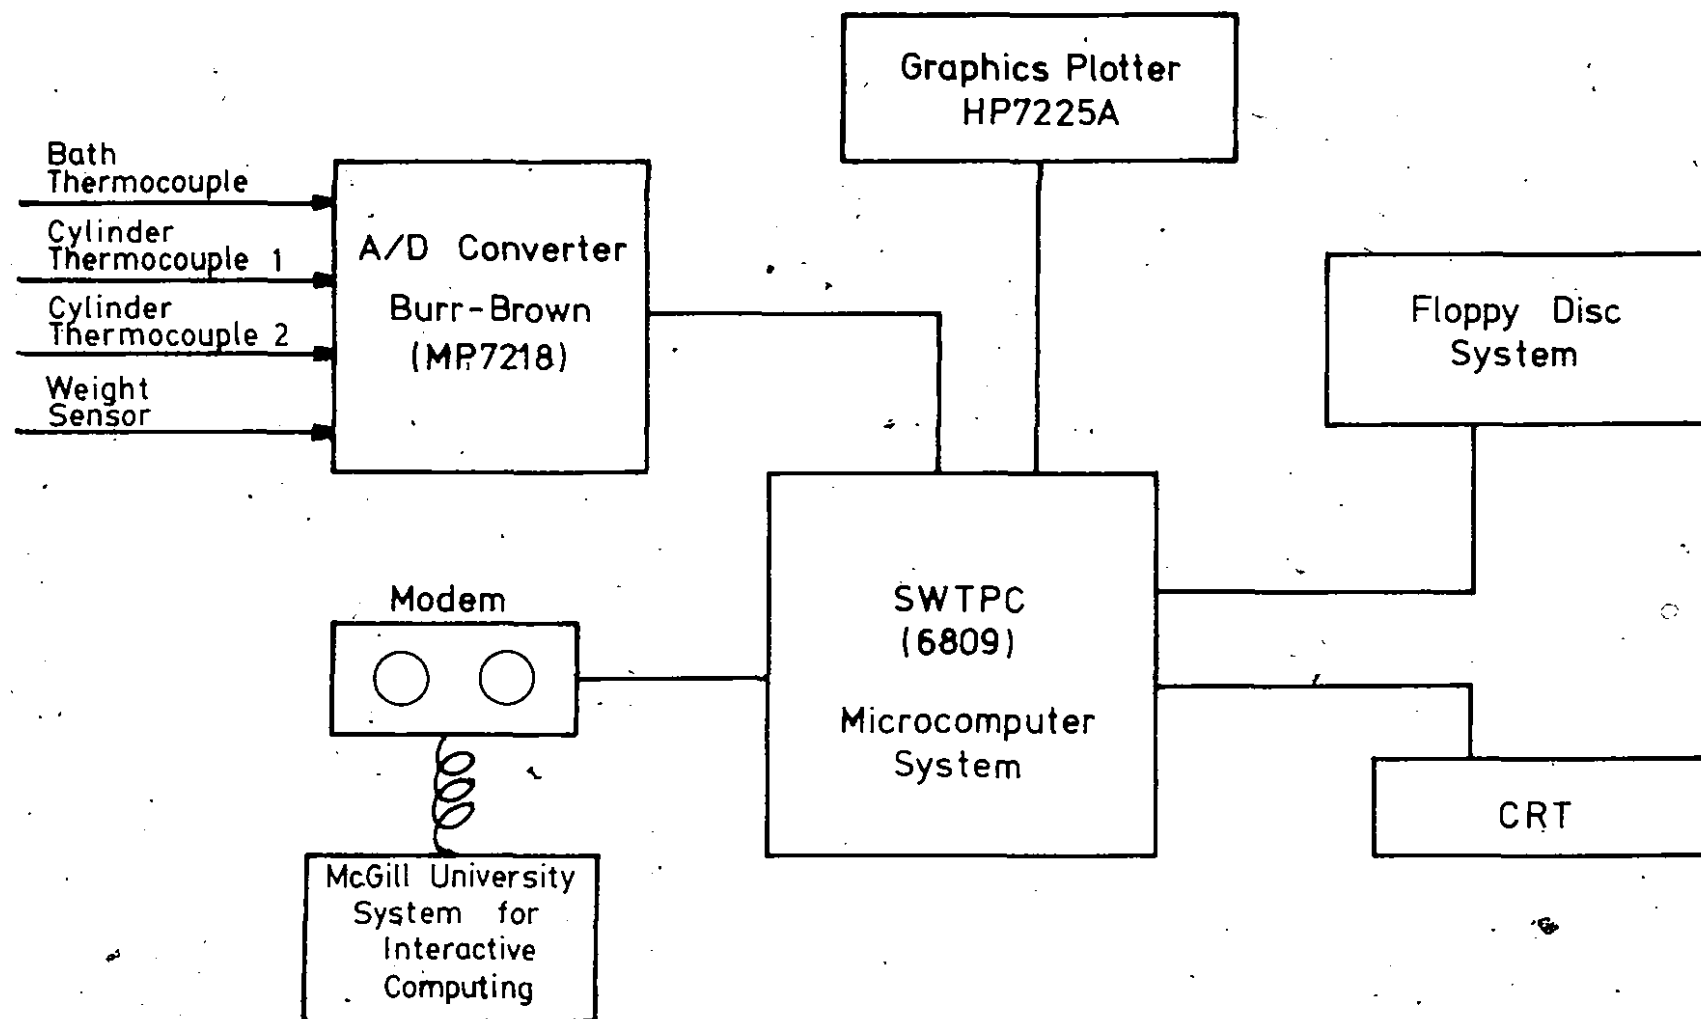 Graphics Plotter
HP7225A
Bath
Thermocouple
Cylinder
Thermocouple 1
Cylinder
Thermocouple 2
Weight
Sensor
A/D Converter
Burr-Brown
(MP7218)
Floppy Disc
System
Modem
SWTPC
(6809)
Microcomputer
System
CRT
McGill University
System for
Interactive
Computing